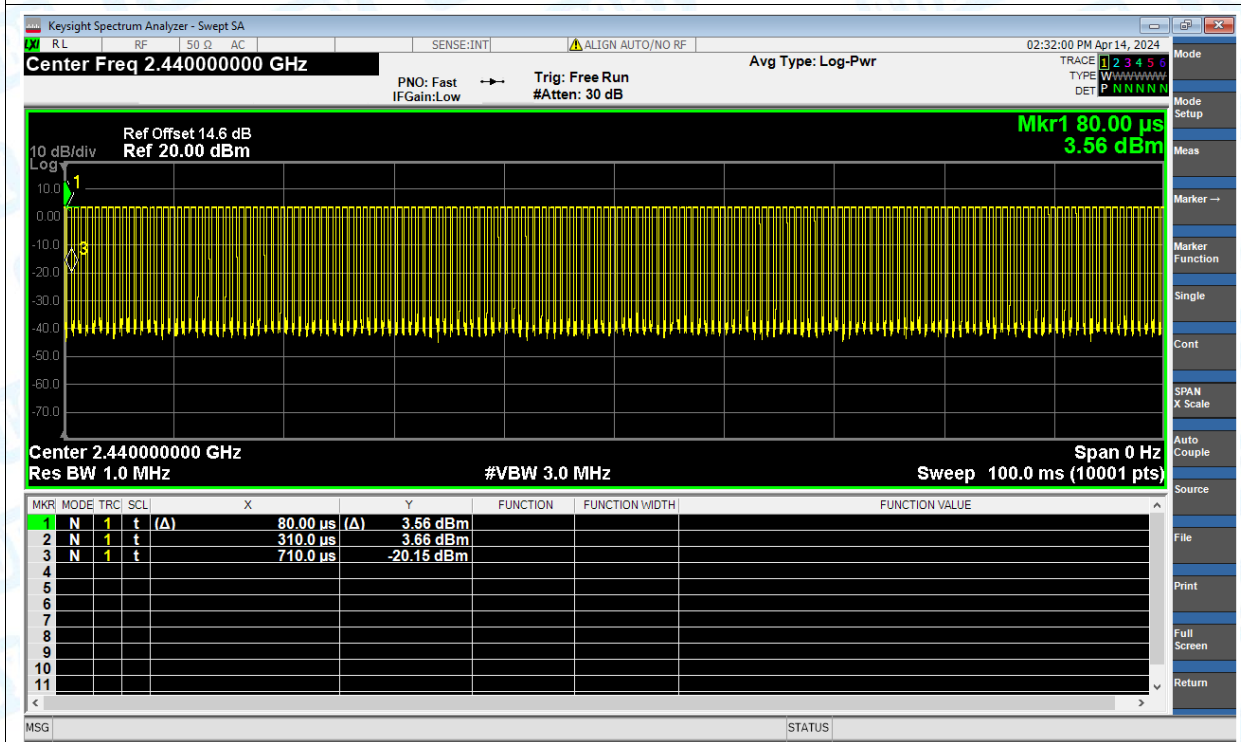 Keysight Spectrum Analyzer - Swept SA
LXI RL RF 50 Ω AC SENSE:INT ALIGN AUTO/NO RF 02:32:00 PM Apr 14, 2024
Center Freq 2.440000000 GHz Avg Type: Log-Pwr TRACE 1 2 3 4 5 6
PNO: Fast Trig: Free Run TYPE WWWWWW
IFGain:Low #Atten: 30 dB DET P N N N N N
Mkr1 80.00 µs
Ref Offset 14.6 dB
10 dB/div Ref 20.00 dBm 3.56 dBm
Log
1
10.0
0.00
-10.0
3
-20.0
-30.0
-40.0
-50.0
-60.0
-70.0
Center 2.440000000 GHz Span 0 Hz
Res BW 1.0 MHz #VBW 3.0 MHz Sweep 100.0 ms (10001 pts)
MKR MODE TRC SCL X Y FUNCTION FUNCTION WIDTH FUNCTION VALUE
1 N 1 t (Δ) 80.00 µs (Δ) 3.56 dBm
2 N 1 t 310.0 µs 3.66 dBm
3 N 1 t 710.0 µs -20.15 dBm
4
5
6
7
8
9
10
11
MSG STATUS
Mode
Mode
Setup
Meas
Marker→
Marker
Function
Single
Cont
SPAN
X Scale
Auto
Couple
Source
File
Print
Full
Screen
Return